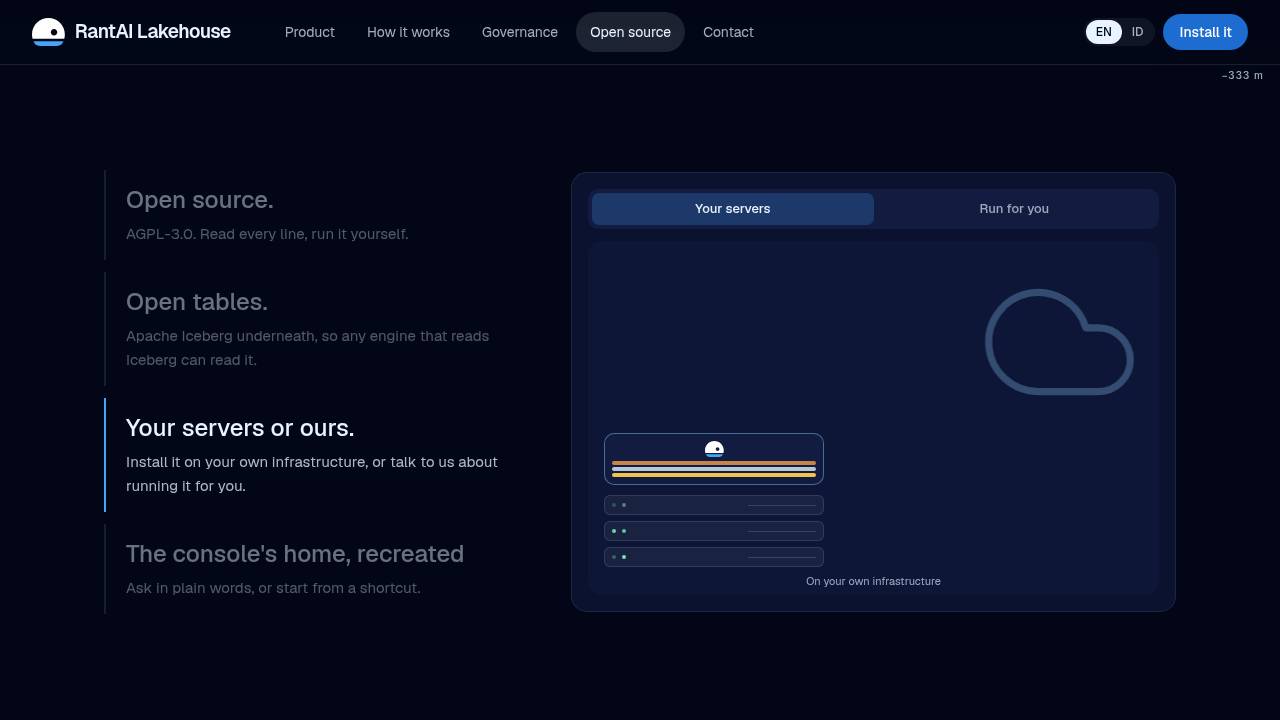 RantAI Lakehouse
Product
How it works
Governance
Open source
Contact
EN
ID
Install it
−333 m
Open source.
AGPL-3.0. Read every line, run it yourself.
Open tables.
Apache Iceberg underneath, so any engine that reads
Iceberg can read it.
Your servers or ours.
Install it on your own infrastructure, or talk to us about
running it for you.
The console's home, recreated
Ask in plain words, or start from a shortcut.
Your servers
Run for you
On your own infrastructure